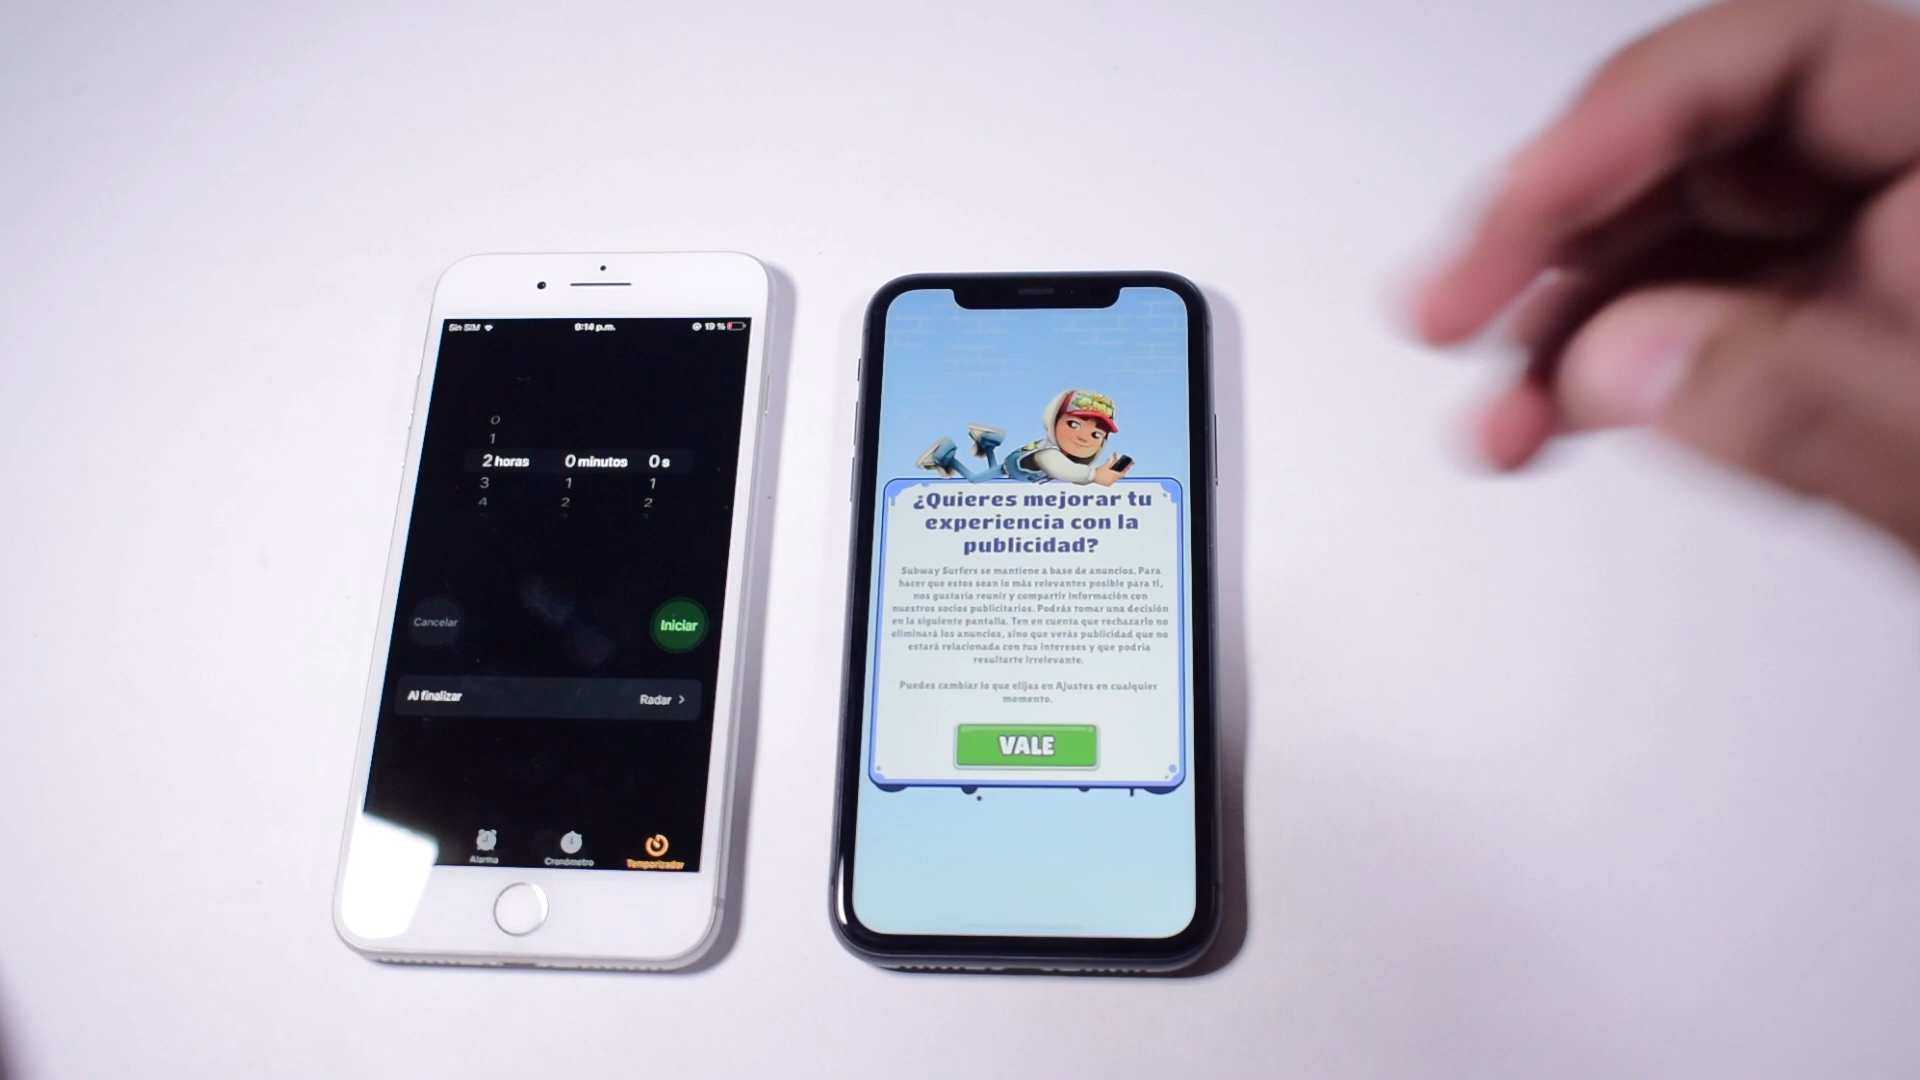 Sin SIM
9:14 p.m.
19 %
0
1
2 horas 0 minutos 0 s
3 1 1
4 2 2
Cancelar
Iniciar
Al finalizar
Radar
Alarma
Cronómetro
Temporizador
¿Quieres mejorar tu
experiencia con la
publicidad?
Subway Surfers se mantiene a base de anuncios. Para
hacer que estos sean lo más relevantes posible para ti,
nos gustaría reunir y compartir información con
nuestros socios publicitarios. Podrás tomar una decisión
en la siguiente pantalla. Ten en cuenta que rechazarlo no
eliminará los anuncios, sino que verás publicidad que no
estará relacionada con tus intereses y que podría
resultarte irrelevante.
Puedes cambiar lo que elijas en Ajustes en cualquier
momento.
VALE